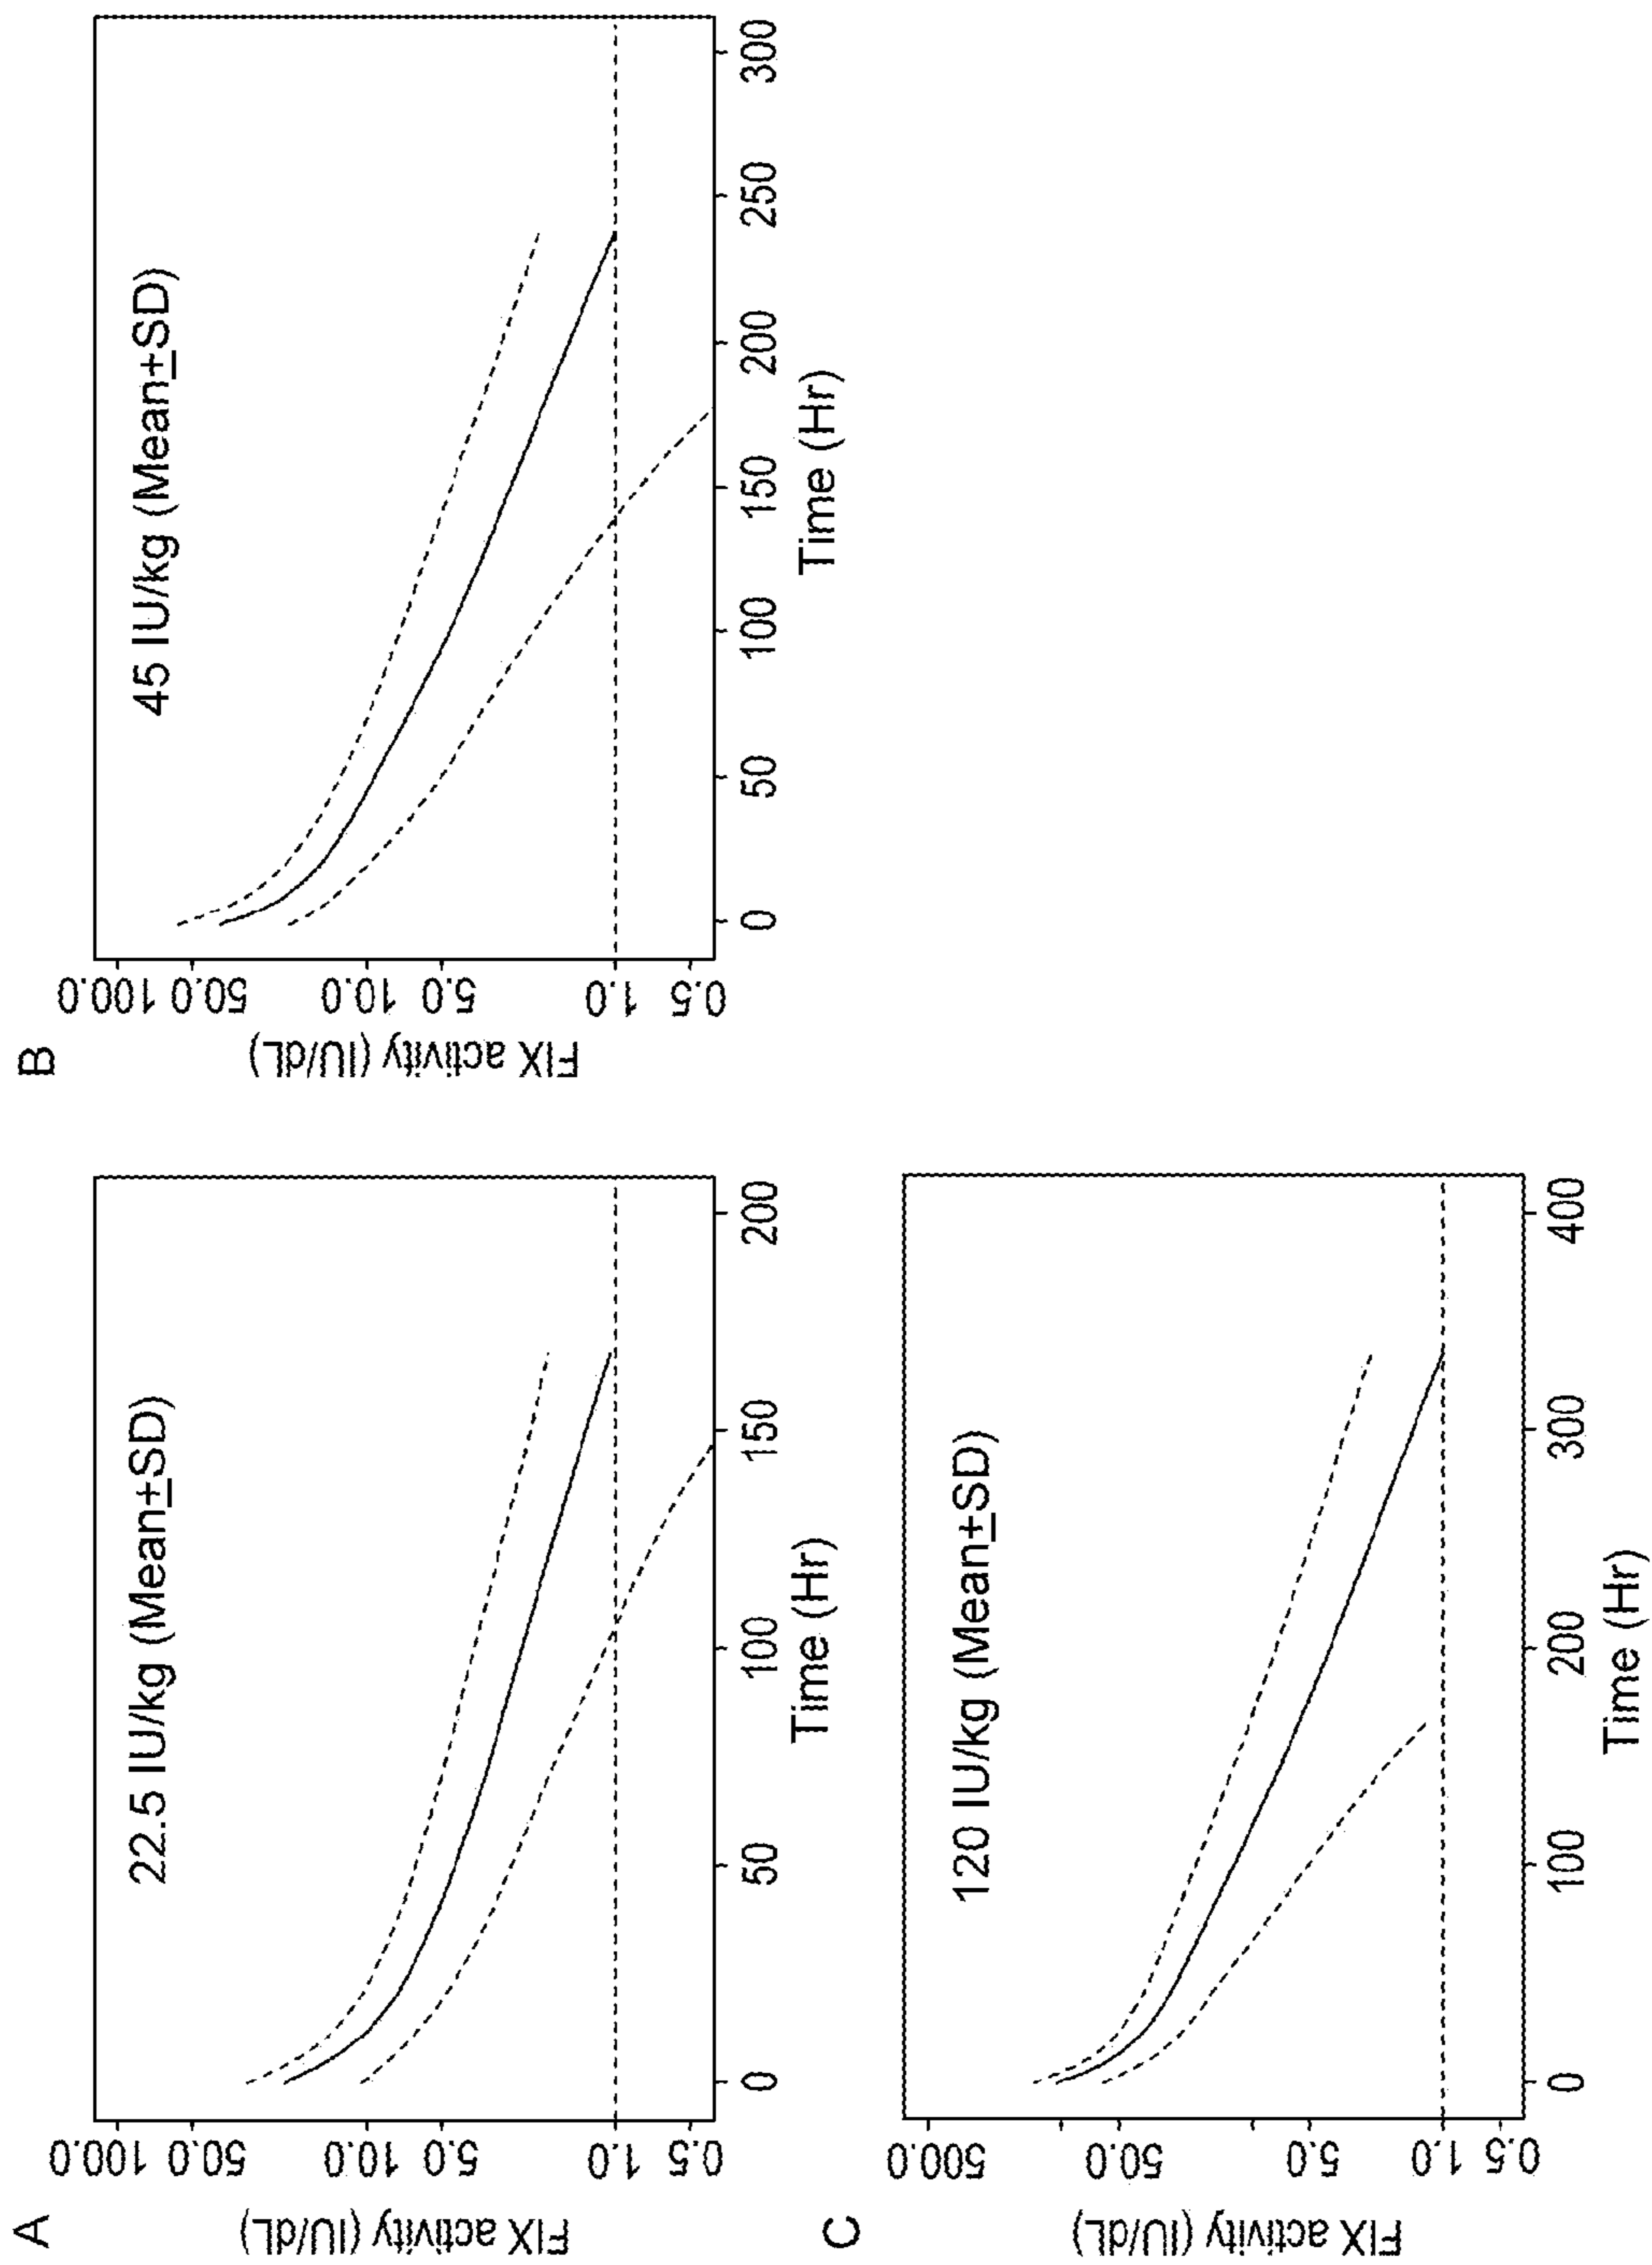 A
22.5 IU/kg (Mean±SD)
FIX activity (IU/dL)
100.0
50.0
10.0
5.0
1.0
0.5
0 50 100 150 200
Time (Hr)
B
45 IU/kg (Mean±SD)
FIX activity (IU/dL)
100.0
50.0
10.0
5.0
1.0
0.5
0 50 100 150 200 250 300
Time (Hr)
C
120 IU/kg (Mean±SD)
FIX activity (IU/dL)
500.0
50.0
5.0
1.0
0.5
0 100 200 300 400
Time (Hr)